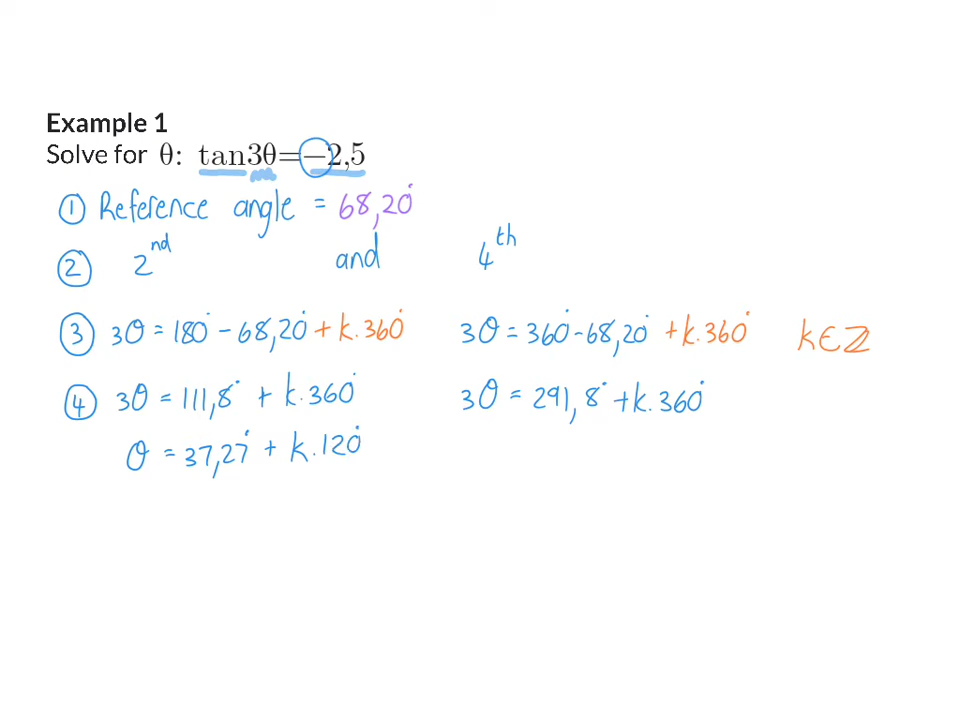 Example 1
Solve for θ: tan3θ=−2,5
① Reference angle = 68,20°
② 2nd and 4th
③ 3θ = 180° - 68,20° + k.360° 3θ = 360° - 68,20° + k.360° k∈ℤ
④ 3θ = 111,8° + k.360° 3θ = 291,8° + k.360°
θ = 37,27° + k.120°